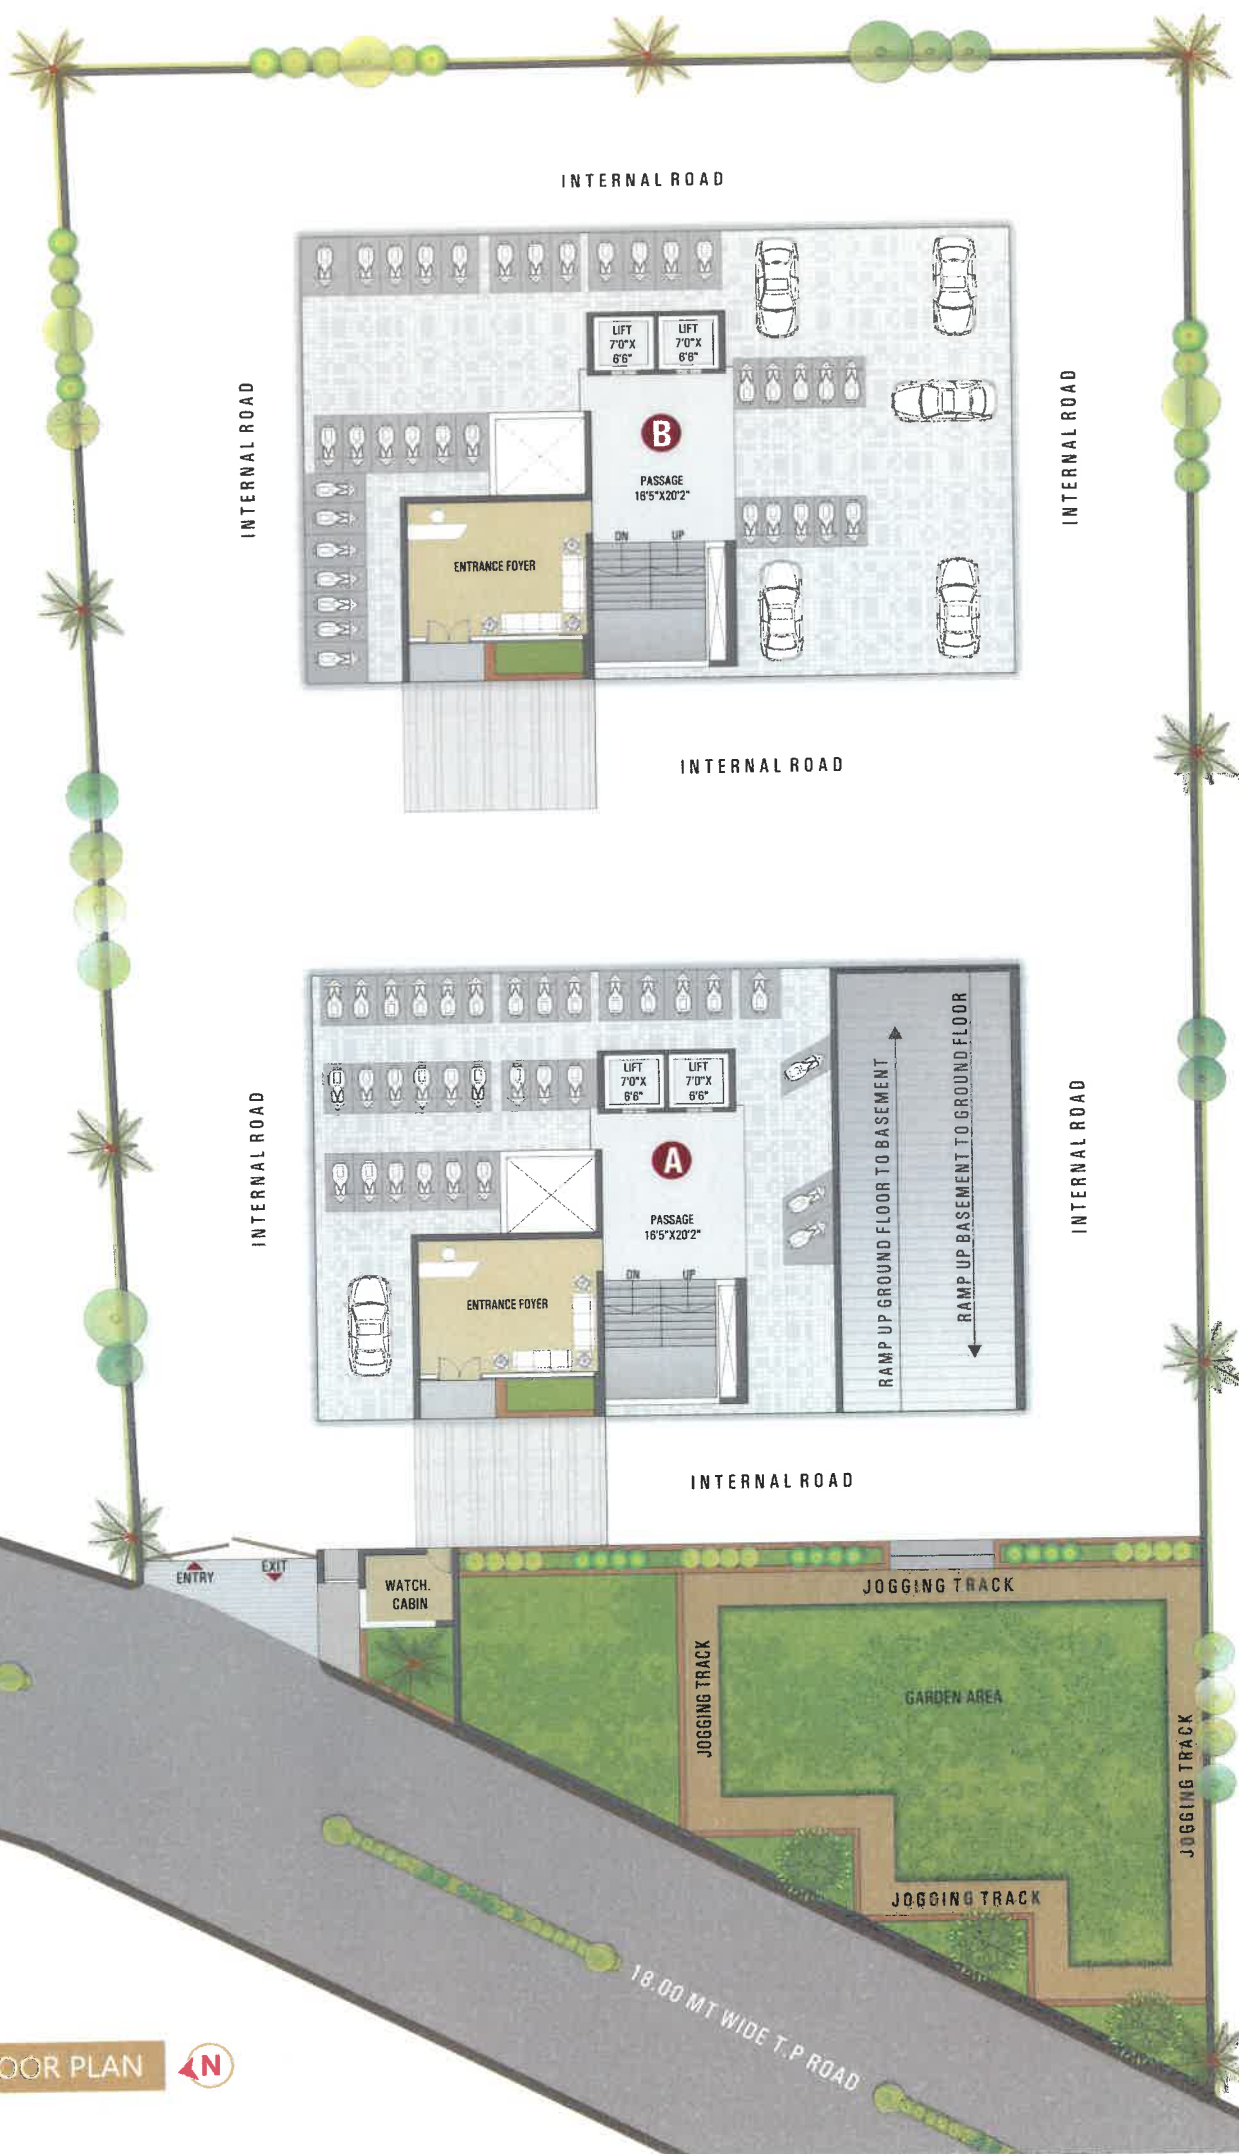 INTERNAL ROAD
LIFT
7'0"X
6'6"
LIFT
7'0"X
6'6"
INTERNAL ROAD
INTERNAL ROAD
B
PASSAGE
16'5"X20'2"
DN
UP
ENTRANCE FOYER
INTERNAL ROAD
LIFT
7'0"X
6'6"
LIFT
7'0"X
6'6"
INTERNAL ROAD
A
PASSAGE
16'5"X20'2"
DN
UP
ENTRANCE FOYER
RAMP UP GROUND FLOOR TO BASEMENT
RAMP UP BASEMENT TO GROUND FLOOR
INTERNAL ROAD
INTERNAL ROAD
ENTRY
EXIT
WATCH.
CABIN
JOGGING TRACK
JOGGING TRACK
GARDEN AREA
JOGGING TRACK
JOGGING TRACK
18.00 MT WIDE T.P ROAD
OOR PLAN
N